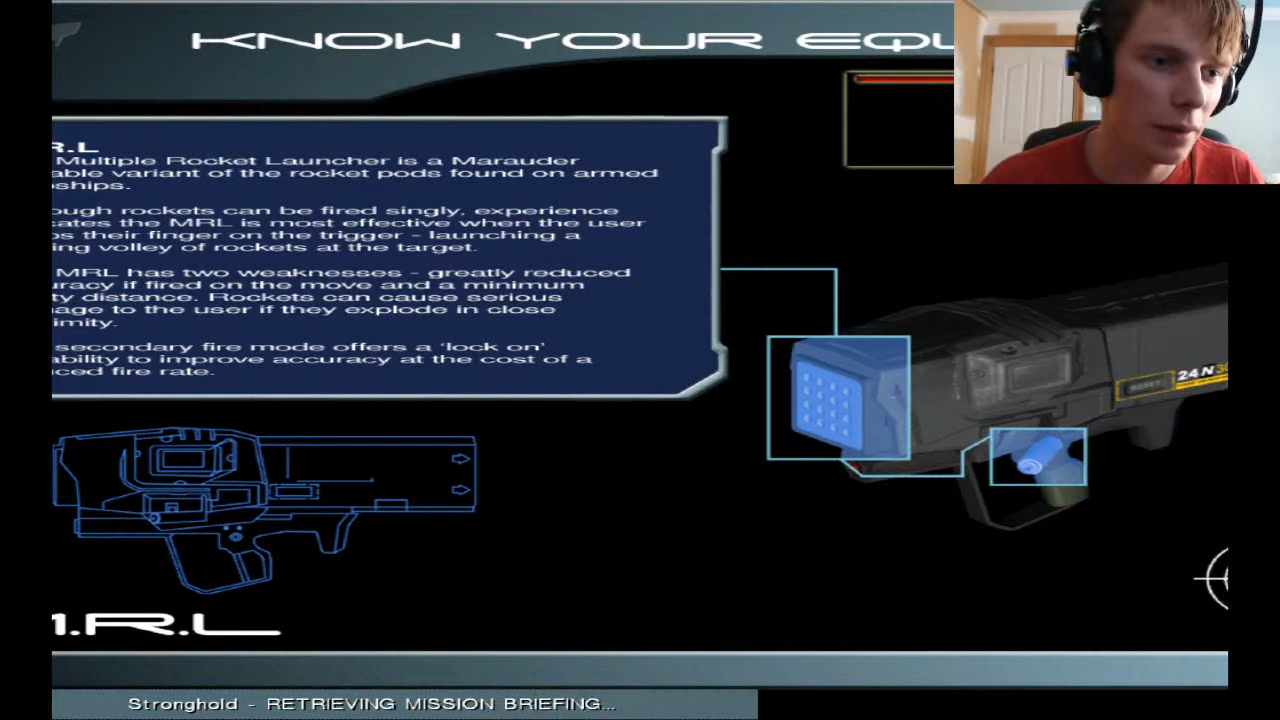 KNOW YOUR EQU
R.L
Multiple Rocket Launcher is a Marauder
able variant of the rocket pods found on armed
ships.
ough rockets can be fired singly, experience
cates the MRL is most effective when the user
s their finger on the trigger - launching a
ing volley of rockets at the target.
MRL has two weaknesses - greatly reduced
uracy if fired on the move and a minimum
ty distance. Rockets can cause serious
age to the user if they explode in close
imity.
secondary fire mode offers a 'lock on'
ability to improve accuracy at the cost of a
ced fire rate.
24 N 30
.R.L
Stronghold - RETRIEVING MISSION BRIEFING...